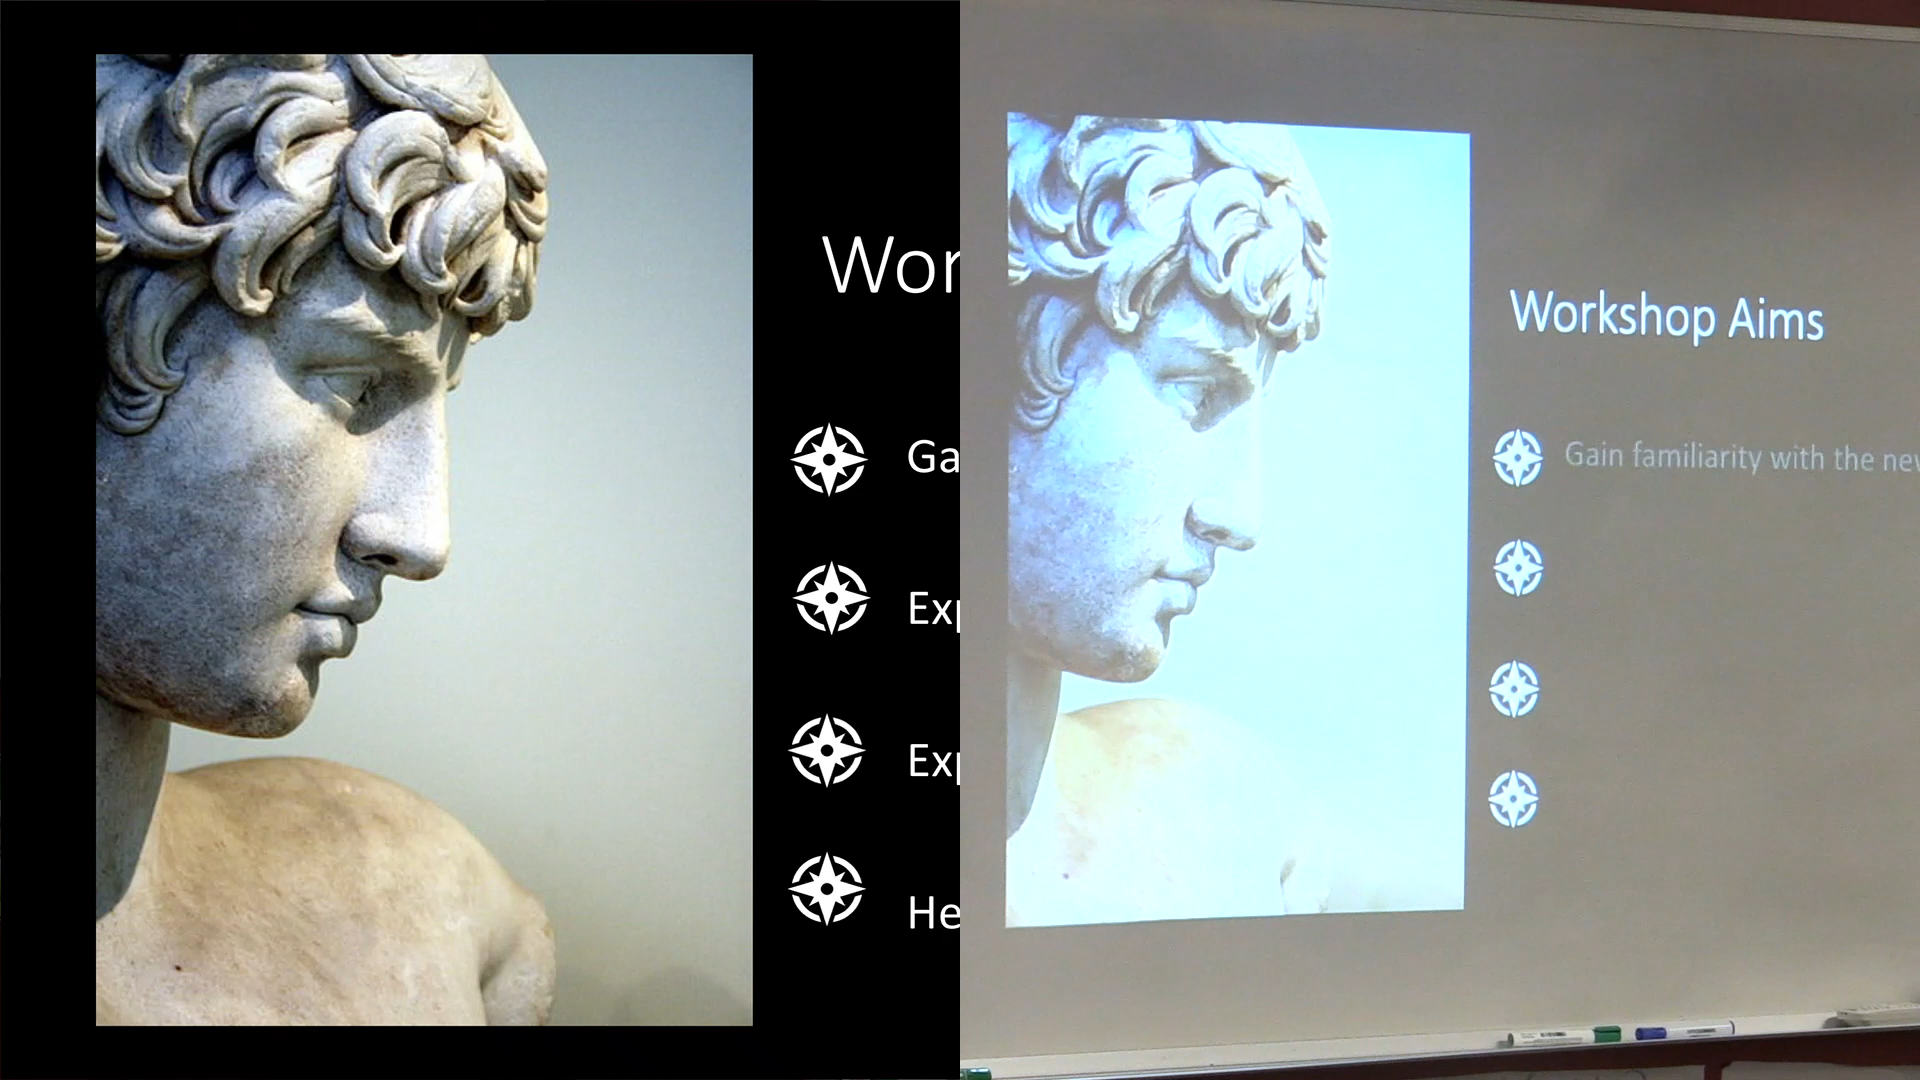 Wor
Ga
Exp
Exp
He
Workshop Aims
Gain familiarity with the new